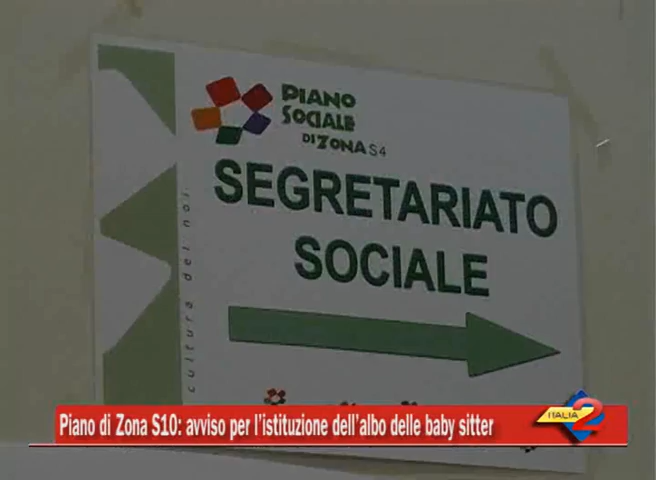 PIANO
SOCIALE
DI ZONA S4
SEGRETARIATO
SOCIALE
cultura del noi
Piano di Zona S10: avviso per l'istituzione dell'albo delle baby sitter
ITALIA 2